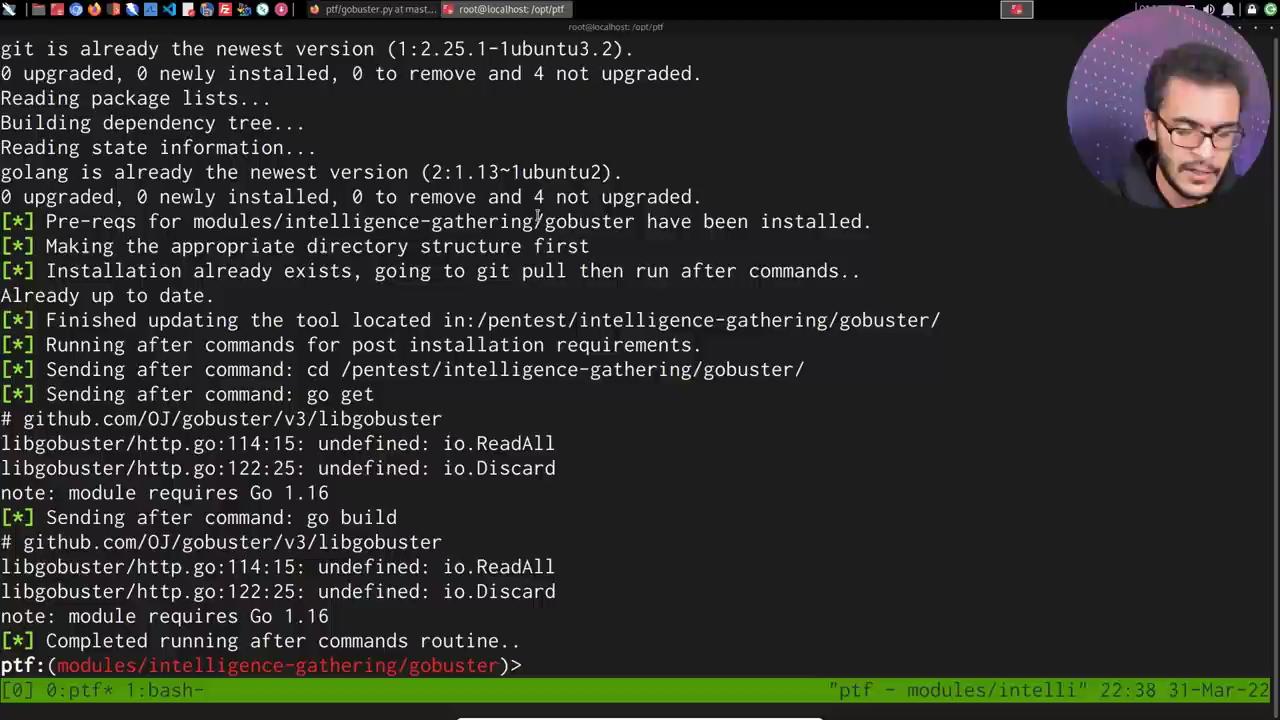 ptf/gobuster.py at mast...
root@localhost: /opt/ptf
root@localhost: /opt/ptf
git is already the newest version (1:2.25.1-1ubuntu3.2).
0 upgraded, 0 newly installed, 0 to remove and 4 not upgraded.
Reading package lists...
Building dependency tree...
Reading state information...
golang is already the newest version (2:1.13~1ubuntu2).
0 upgraded, 0 newly installed, 0 to remove and 4 not upgraded.
[*] Pre-reqs for modules/intelligence-gathering/gobuster have been installed.
[*] Making the appropriate directory structure first
[*] Installation already exists, going to git pull then run after commands..
Already up to date.
[*] Finished updating the tool located in:/pentest/intelligence-gathering/gobuster/
[*] Running after commands for post installation requirements.
[*] Sending after command: cd /pentest/intelligence-gathering/gobuster/
[*] Sending after command: go get
# github.com/OJ/gobuster/v3/libgobuster
libgobuster/http.go:114:15: undefined: io.ReadAll
libgobuster/http.go:122:25: undefined: io.Discard
note: module requires Go 1.16
[*] Sending after command: go build
# github.com/OJ/gobuster/v3/libgobuster
libgobuster/http.go:114:15: undefined: io.ReadAll
libgobuster/http.go:122:25: undefined: io.Discard
note: module requires Go 1.16
[*] Completed running after commands routine..
ptf:(modules/intelligence-gathering/gobuster)>
[0] 0:ptf* 1:bash- "ptf - modules/intelli" 22:38 31-Mar-22